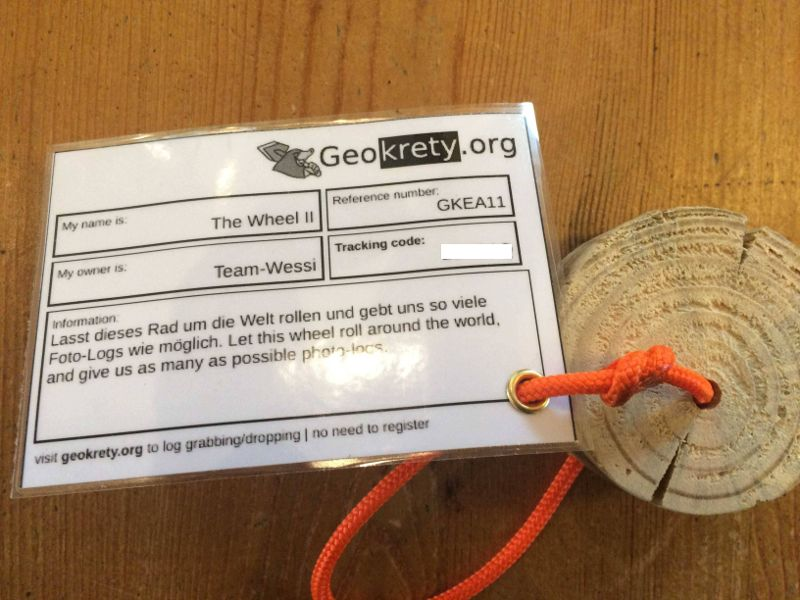 Geokrety.org
My name is:
The Wheel II
Reference number:
GKEA11
My owner is:
Team-Wessi
Tracking code:
Information:
Lasst dieses Rad um die Welt rollen und gebt uns so viele
Foto-Logs wie möglich. Let this wheel roll around the world,
and give us as many as possible photo-logs.
visit geokrety.org to log grabbing/dropping | no need to register